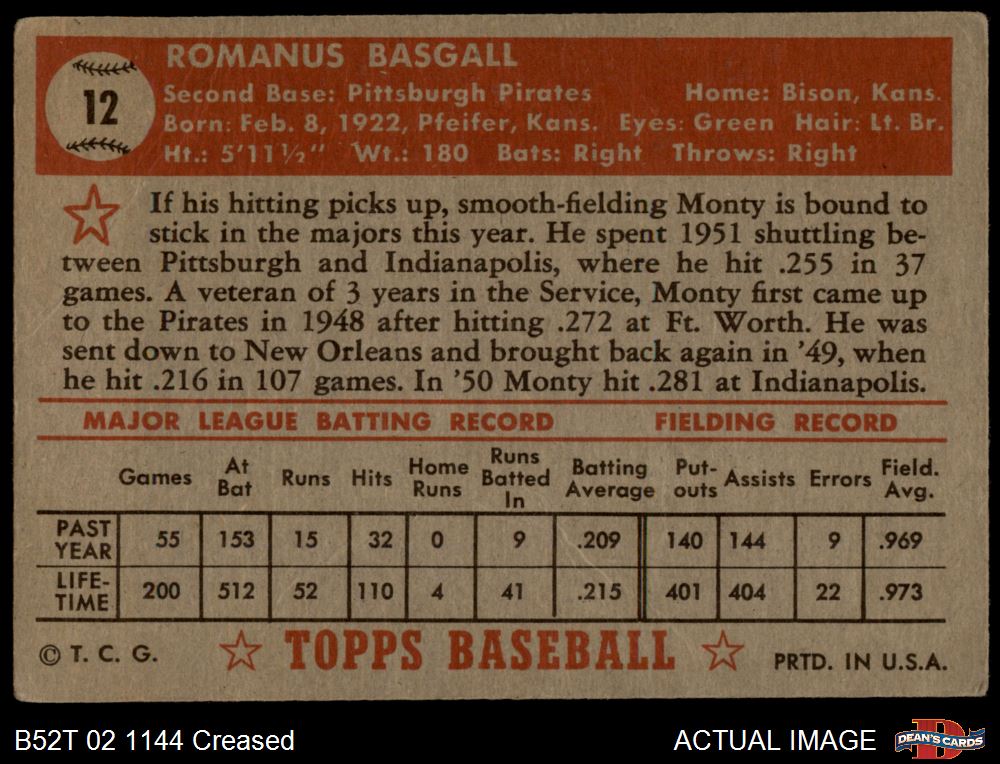 12
ROMANUS BASGALL
Second Base: Pittsburgh Pirates Home: Bison, Kans.
Born: Feb. 8, 1922, Pfeifer, Kans. Eyes: Green Hair: Lt. Br.
Ht.: 5'11½" Wt.: 180 Bats: Right Throws: Right
If his hitting picks up, smooth-fielding Monty is bound to
stick in the majors this year. He spent 1951 shuttling be-
tween Pittsburgh and Indianapolis, where he hit .255 in 37
games. A veteran of 3 years in the Service, Monty first came up
to the Pirates in 1948 after hitting .272 at Ft. Worth. He was
sent down to New Orleans and brought back again in '49, when
he hit .216 in 107 games. In '50 Monty hit .281 at Indianapolis.
MAJOR LEAGUE BATTING RECORD FIELDING RECORD
Games At Bat Runs Hits Home Runs Runs Batted In Batting Average Put-outs Assists Errors Field. Avg.
PAST YEAR 55 153 15 32 0 9 .209 140 144 9 .969
LIFE-TIME 200 512 52 110 4 41 .215 401 404 22 .973
© T. C. G. TOPPS BASEBALL PRTD. IN U.S.A.
B52T 02 1144 Creased ACTUAL IMAGE DEAN'S CARDS